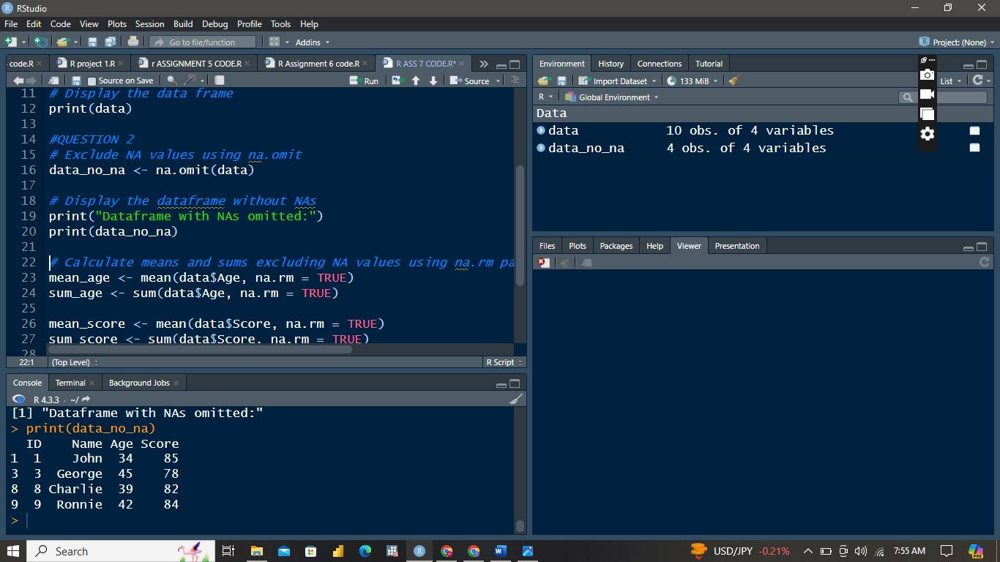 RStudio
File Edit Code View Plots Session Build Debug Profile Tools Help
Go to file/function Addins Project: (None)
code.R R project 1.R r ASSIGNMENT 5 CODE.R R Assignment 6 code.R R ASS 7 CODE.R*
Source on Save Run Source
11 # Display the data frame
12 print(data)
13
14 #QUESTION 2
15 # Exclude NA values using na.omit
16 data_no_na <- na.omit(data)
17
18 # Display the dataframe without NAs
19 print("Dataframe with NAs omitted:")
20 print(data_no_na)
21
22 # Calculate means and sums excluding NA values using na.rm pa
23 mean_age <- mean(data$Age, na.rm = TRUE)
24 sum_age <- sum(data$Age, na.rm = TRUE)
25
26 mean_score <- mean(data$Score, na.rm = TRUE)
27 sum_score <- sum(data$Score, na.rm = TRUE)
28
22:1 (Top Level) R Script
Console Terminal Background Jobs
R 4.3.3 . ~/
[1] "Dataframe with NAs omitted:"
> print(data_no_na)
ID Name Age Score
1 1 John 34 85
3 3 George 45 78
8 8 Charlie 39 82
9 9 Ronnie 42 84
>
Environment History Connections Tutorial
Import Dataset 133 MiB List
R Global Environment
Data
data 10 obs. of 4 variables
data_no_na 4 obs. of 4 variables
Files Plots Packages Help Viewer Presentation
Search USD/JPY -0.21% 7:55 AM
PRE